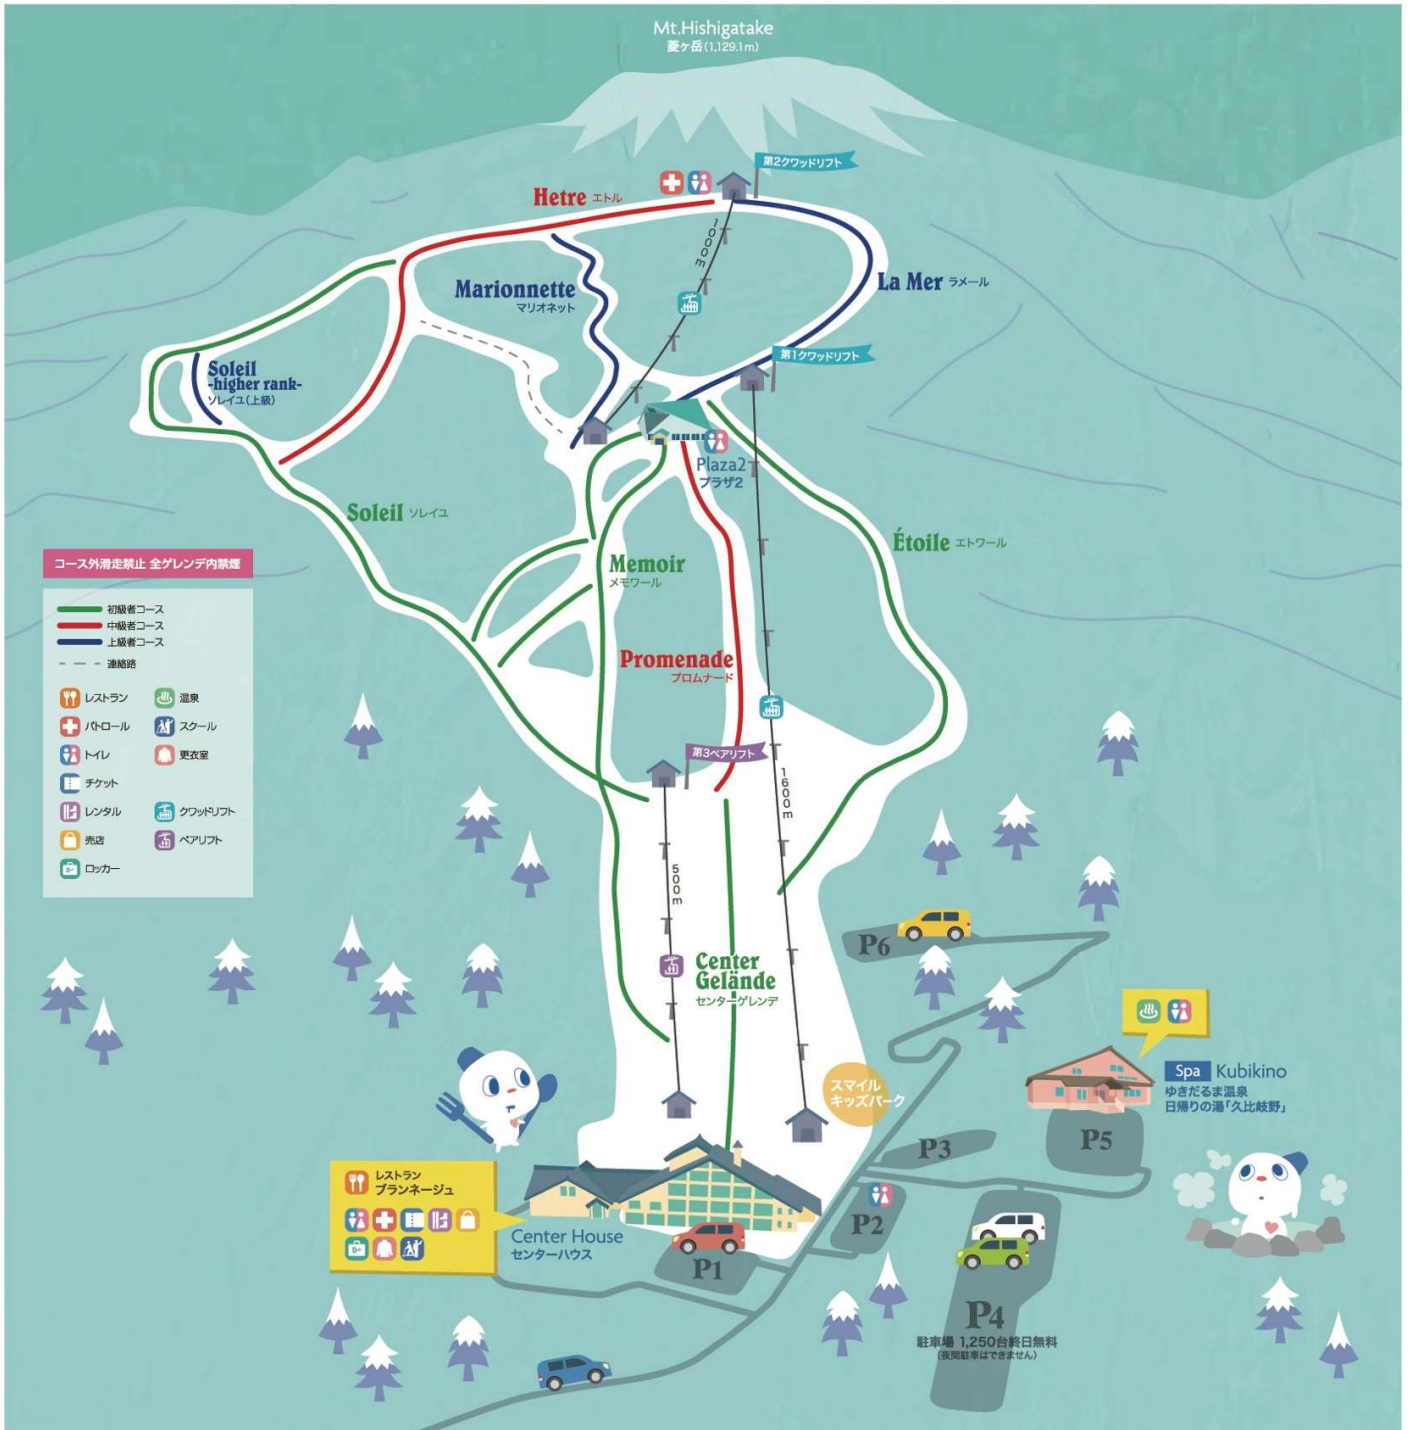 Mt.Hishigatake
菱ケ岳(1,129.1m)
第2クワッドリフト
Hetre エトル
1000m
Marionnette
マリオネット
La Mer ラメール
第1クワッドリフト
Soleil
-higher rank-
ソレイユ(上級)
Plaza2
プラザ2
Soleil ソレイユ
Étoile エトワール
Memoir
メモワール
コース外滑走禁止 全ゲレンデ内禁煙
初級者コース
中級者コース
上級者コース
連絡路
レストラン
温泉
パトロール
スクール
トイレ
更衣室
チケット
レンタル
クワッドリフト
売店
ペアリフト
ロッカー
Promenade
プロムナード
第3ペアリフト
1600m
500m
Center
Gelände
センターゲレンデ
P6
スマイル
キッズパーク
Spa Kubikino
ゆきだるま温泉
日帰りの湯「久比岐野」
P3
P5
レストラン
ブランネージュ
Center House
センターハウス
P2
P1
P4
駐車場 1,250台終日無料
(夜間駐車はできません)